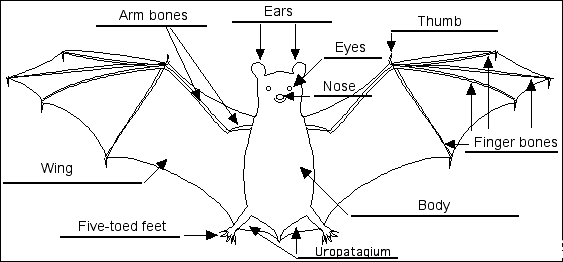 Ears
Arm bones
Thumb
Eyes
Nose
Finger bones
Wing
Body
Five-toed feet
Uropatagium